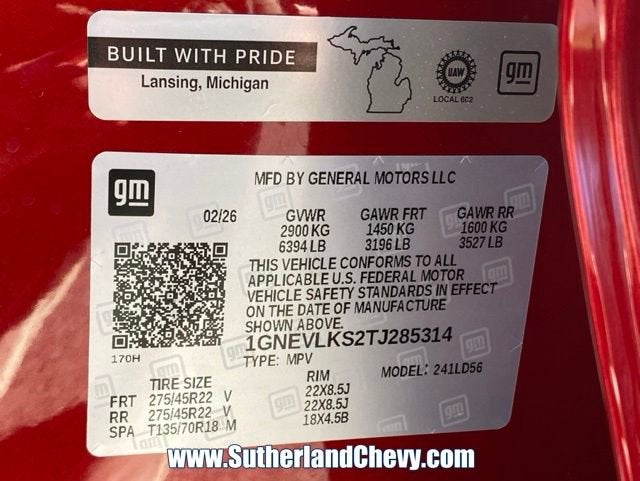 BUILT WITH PRIDE
Lansing, Michigan
UAW
LOCAL 602
gm
gm
MFD BY GENERAL MOTORS LLC
02/26 GVWR GAWR FRT GAWR RR
2900 KG 1450 KG 1600 KG
6394 LB 3196 LB 3527 LB
THIS VEHICLE CONFORMS TO ALL
APPLICABLE U.S. FEDERAL MOTOR
VEHICLE SAFETY STANDARDS IN EFFECT
ON THE DATE OF MANUFACTURE
SHOWN ABOVE.
1GNEVLKS2TJ285314
170H
TYPE: MPV MODEL: 241LD56
TIRE SIZE RIM
FRT 275/45R22 V 22X8.5J
RR 275/45R22 V 22X8.5J
SPA T135/70R18 M 18X4.5B
www.SutherlandChevy.com